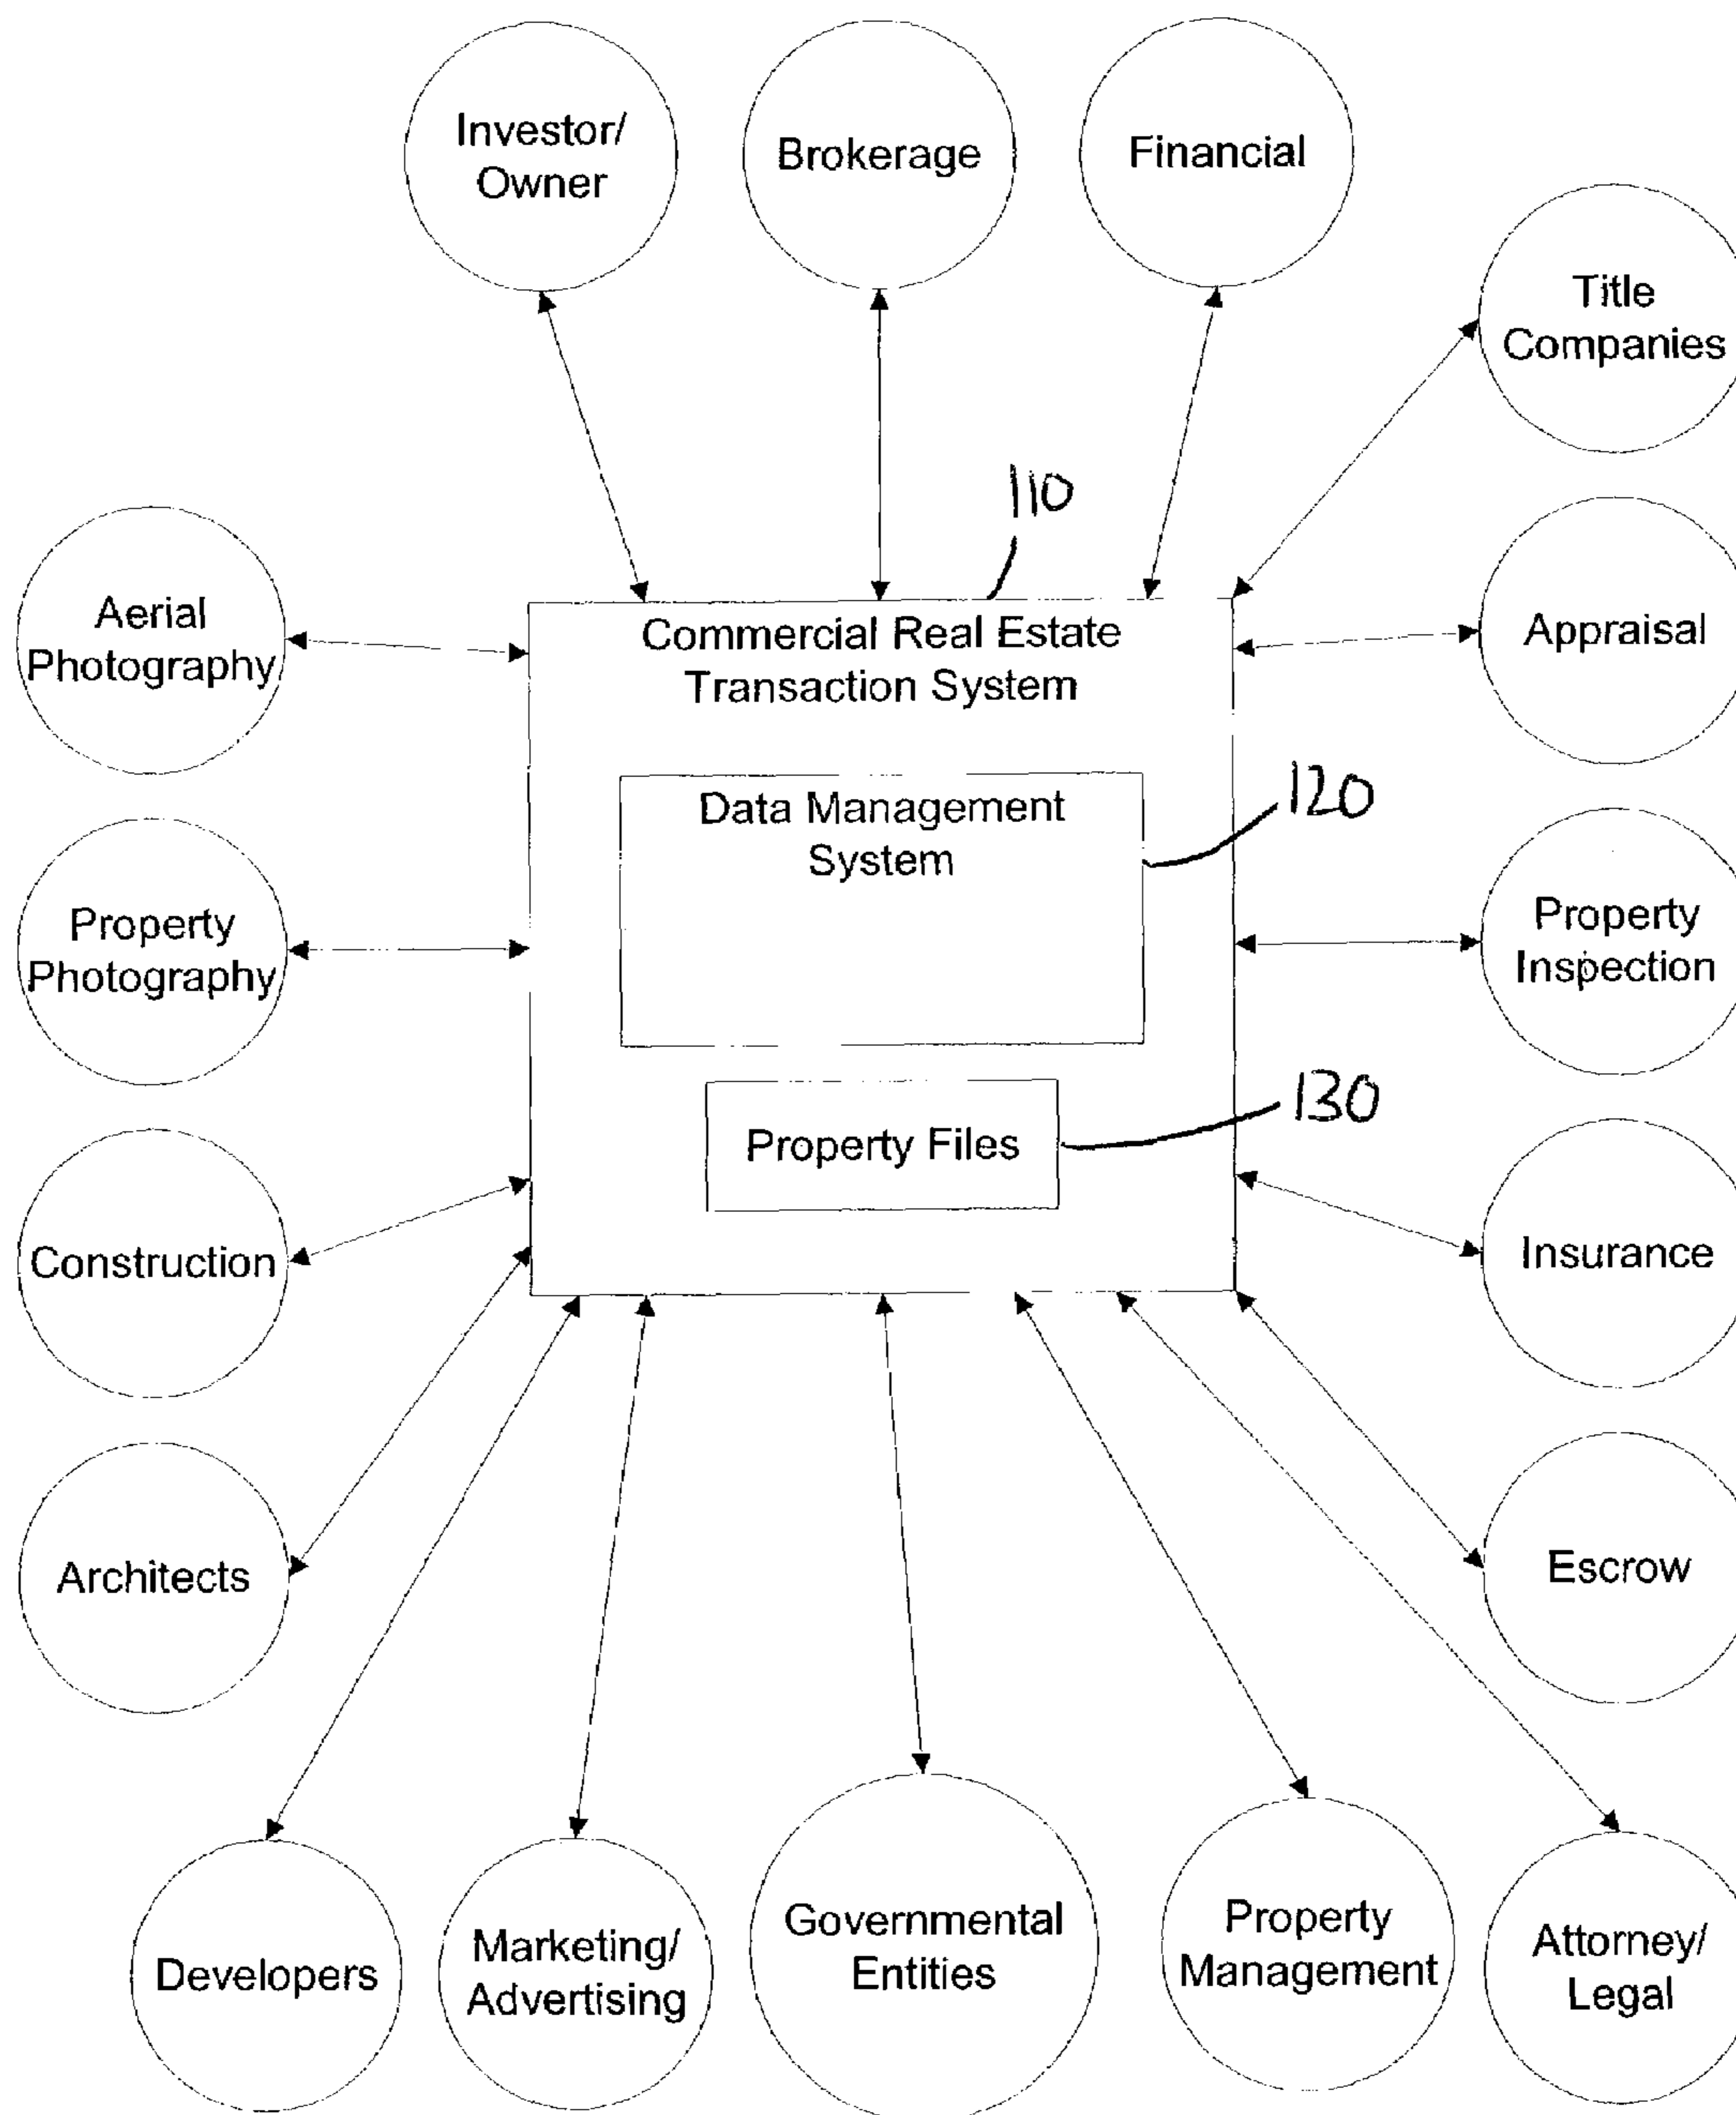 Investor/
Owner
Brokerage
Financial
Title
Companies
110
Aerial
Photography
Commercial Real Estate
Transaction System
Appraisal
Data Management
System
120
Property
Photography
Property
Inspection
Property Files
130
Construction
Insurance
Architects
Escrow
Developers
Marketing/
Advertising
Governmental
Entities
Property
Management
Attorney/
Legal